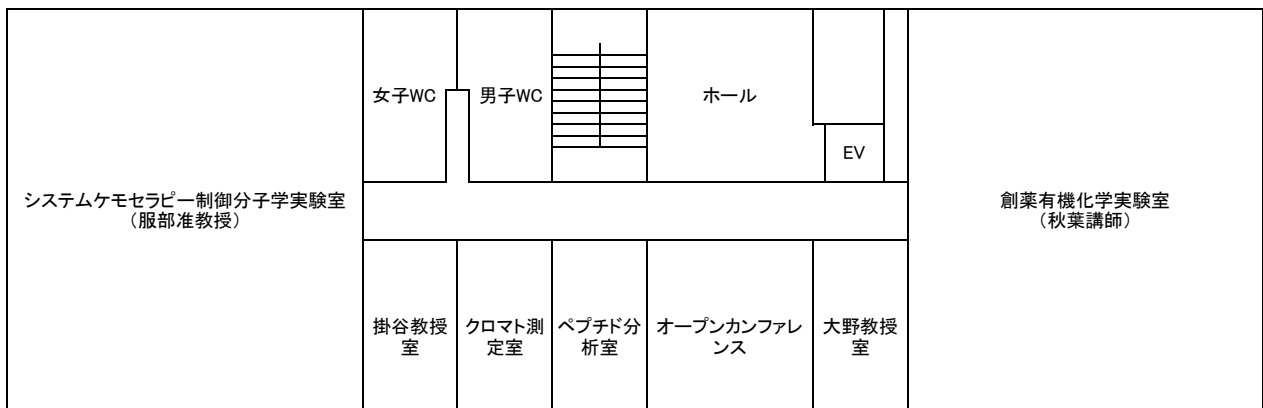 女子WC
男子WC
ホール
EV
システムケモセラピー制御分子学実験室
（服部准教授）
創薬有機化学実験室
（秋葉講師）
掛谷教授
室
クロマト測
定室
ペプチド分
析室
オープンカンファレ
ンス
大野教授
室